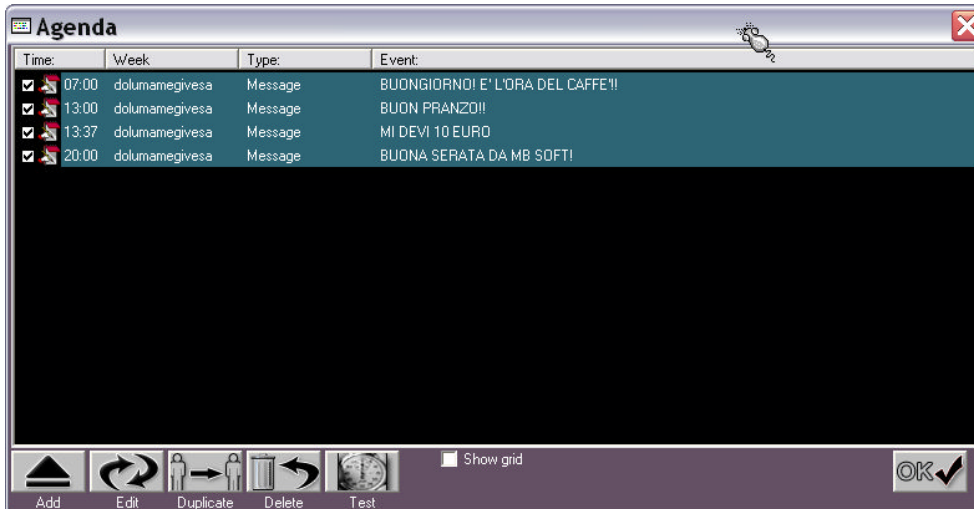 Agenda
Time: Week Type: Event:
07:00 dolumamegivesa Message BUONGIORNO! E' L'ORA DEL CAFFE'!!
13:00 dolumamegivesa Message BUON PRANZO!!
13:37 dolumamegivesa Message MI DEVI 10 EURO
20:00 dolumamegivesa Message BUONA SERATA DA MB SOFT!
Show grid
OK
Add Edit Duplicate Delete Test